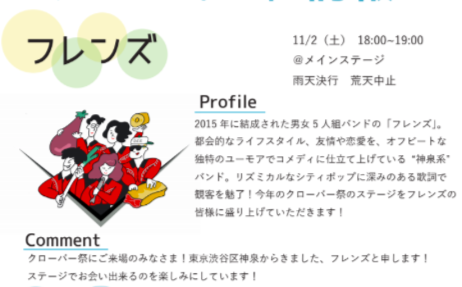 フレンズ
11/2（土） 18:00~19:00
@メインステージ
雨天決行　荒天中止
Profile
2015 年に結成された男女 5 人組バンドの「フレンズ」。
都会的なライフスタイル、友情や恋愛を、オフビートな
独特のユーモアでコメディに仕立て上げている “神泉系”
バンド。リズミカルなシティポップに深みのある歌詞で
観客を魅了！今年のクローバー祭のステージをフレンズの
皆様に盛り上げていただきます！
Comment
クローバー祭にご来場のみなさま！東京渋谷区神泉からきました、フレンズと申します！
ステージでお会い出来るのを楽しみにしています！